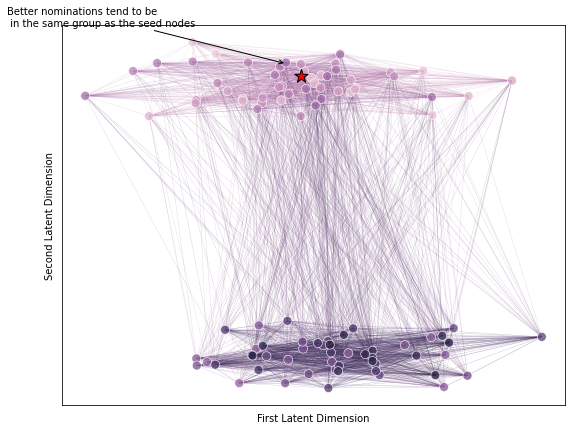 Better nominations tend to be
in the same group as the seed nodes
Second Latent Dimension
First Latent Dimension